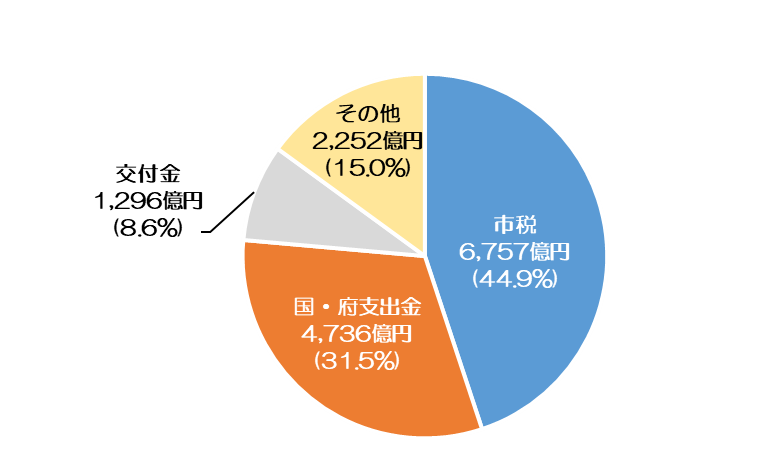 その他
2,252億円
(15.0%)
交付金
1,296億円
(8.6%)
市税
6,757億円
(44.9%)
国・府支出金
4,736億円
(31.5%)